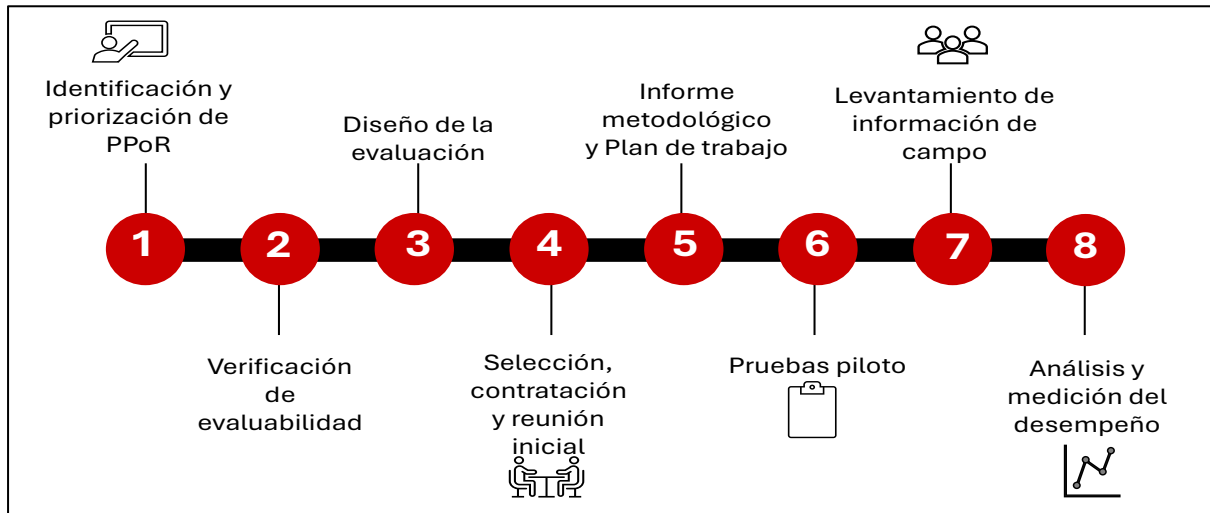 Identificación y
priorización de
PPoR
Diseño de la
evaluación
Informe
metodológico
y Plan de trabajo
Levantamiento de
información de
campo
1
2
3
4
5
6
7
8
Verificación
de
evaluabilidad
Selección,
contratación
y reunión
inicial
Pruebas piloto
Análisis y
medición del
desempeño